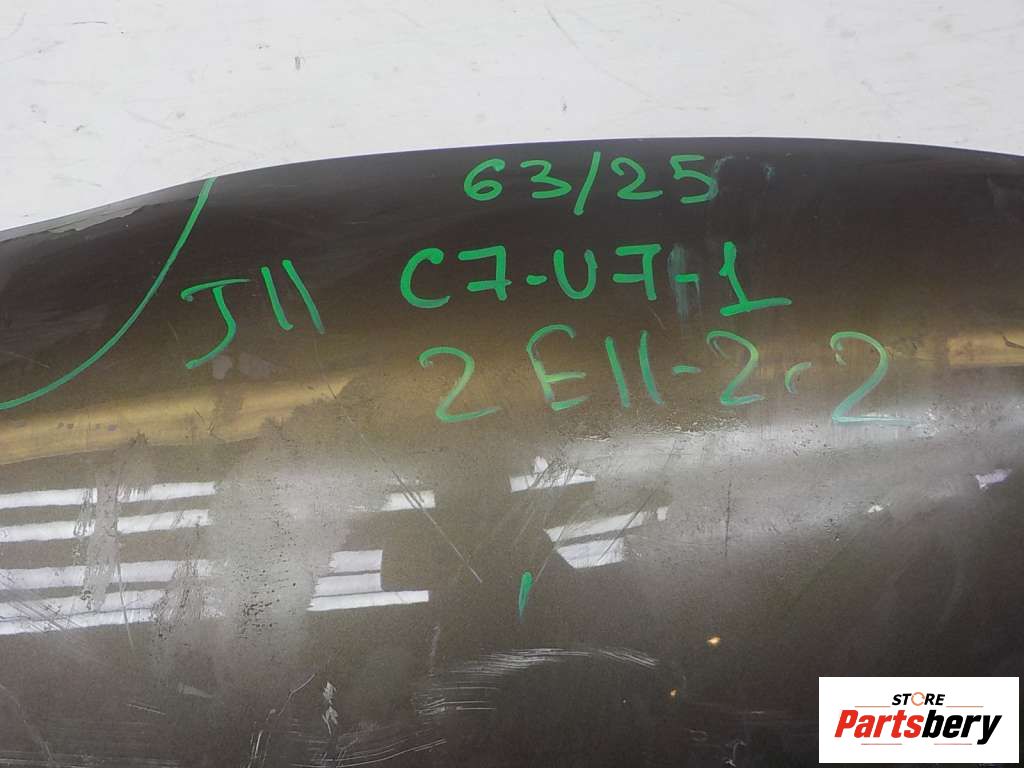 63/25
J11 C7-U7-1
2 E11-2-2
STORE
Partsbery